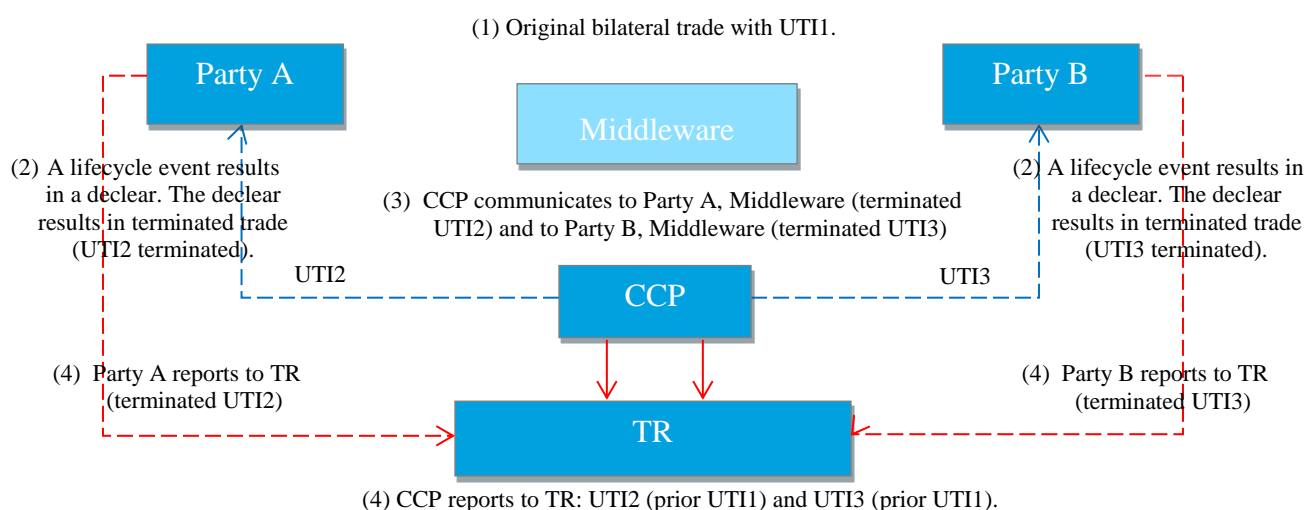 (1) Original bilateral trade with UTI1.
Party A
Party B
Middleware
(2) A lifecycle event results
in a declear. The declear
results in terminated trade
(UTI2 terminated).
(2) A lifecycle event results in
a declear. The declear
results in terminated trade
(UTI3 terminated).
(3) CCP communicates to Party A, Middleware (terminated
UTI2) and to Party B, Middleware (terminated UTI3)
UTI2
CCP
UTI3
(4) Party A reports to TR
(terminated UTI2)
(4) Party B reports to TR
(terminated UTI3)
TR
(4) CCP reports to TR: UTI2 (prior UTI1) and UTI3 (prior UTI1).